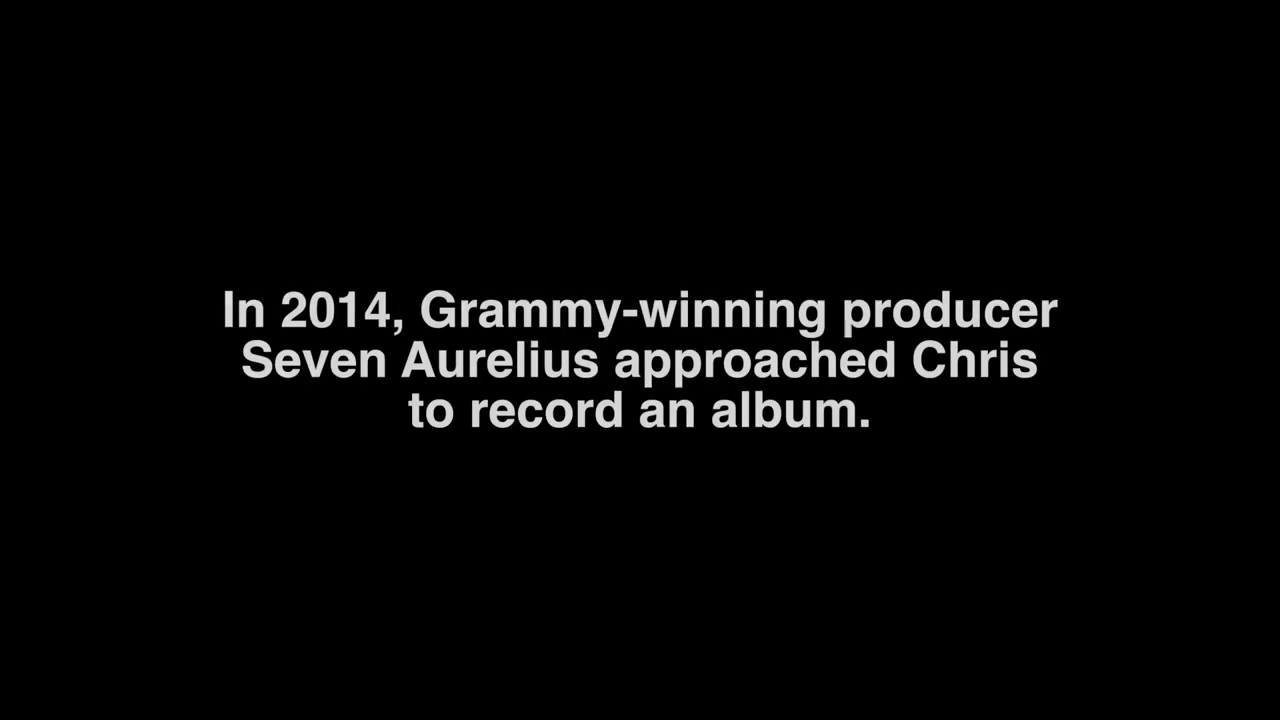 In 2014, Grammy-winning producer
Seven Aurelius approached Chris
to record an album.